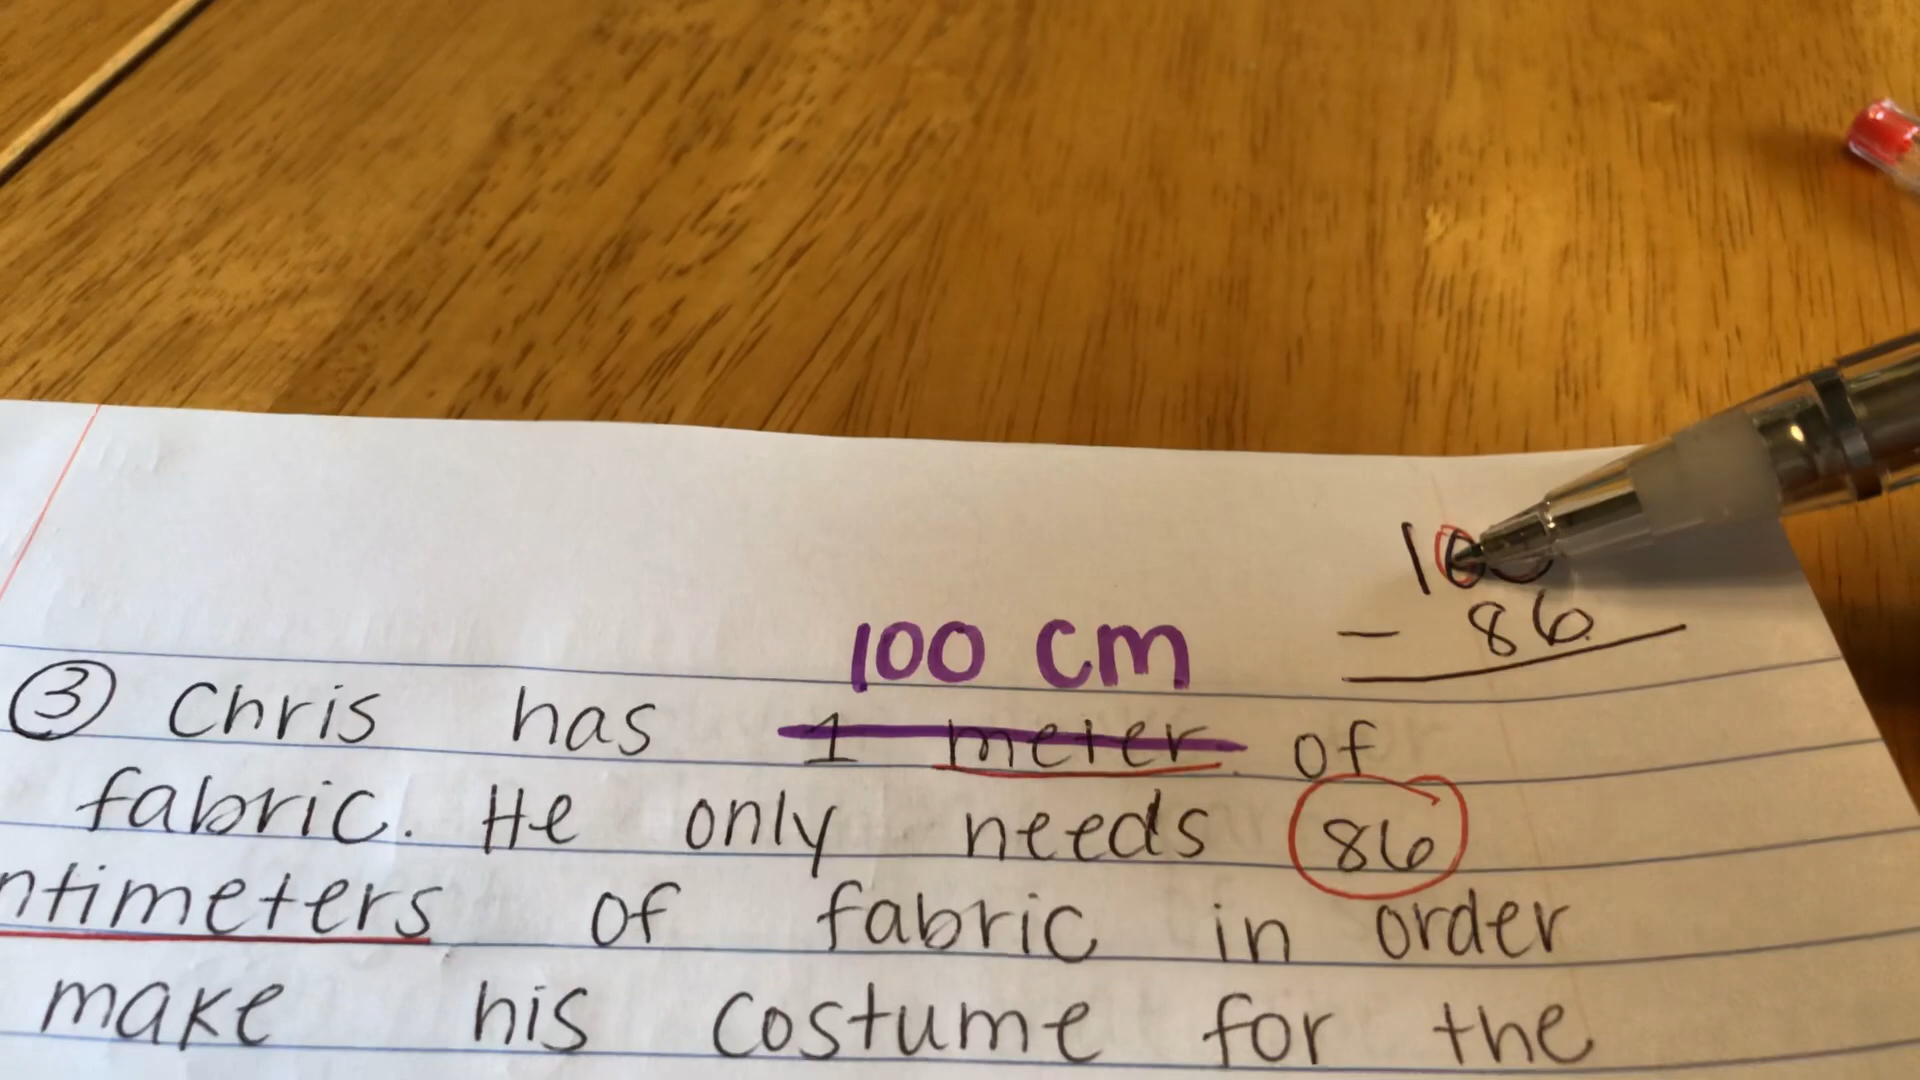 100
- 86
100 cm
3 Chris has 1 meter of
fabric. He only needs 86
ntimeters of fabric in order
make his costume for the